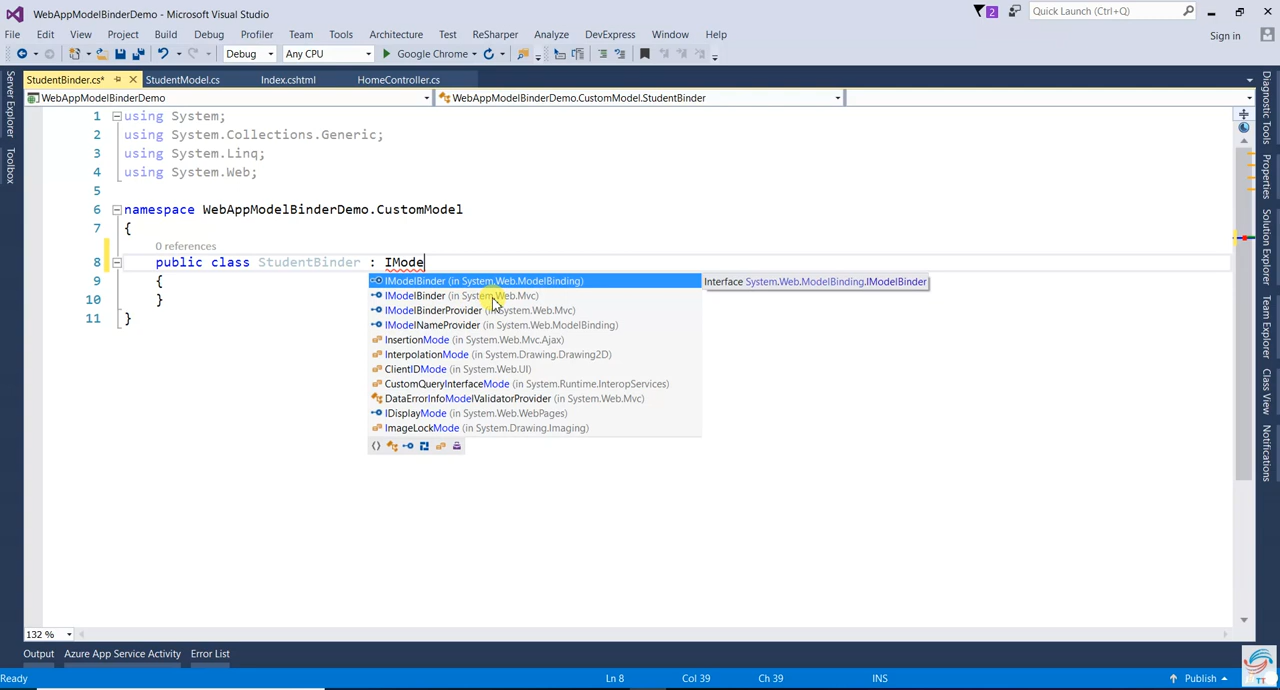 WebAppModelBinderDemo - Microsoft Visual Studio
2
Quick Launch (Ctrl+Q)
File Edit View Project Build Debug Profiler Team Tools Architecture Test ReSharper Analyze DevExpress Window Help
Sign in
Debug Any CPU Google Chrome
StudentBinder.cs* StudentModel.cs Index.cshtml HomeController.cs
WebAppModelBinderDemo WebAppModelBinderDemo.CustomModel.StudentBinder
Server Explorer
Toolbox
1 using System;
2 using System.Collections.Generic;
3 using System.Linq;
4 using System.Web;
5
6 namespace WebAppModelBinderDemo.CustomModel
7 {
0 references
8 public class StudentBinder : IMode
9 {
10 }
11 }
IModelBinder (in System.Web.ModelBinding)
Interface System.Web.ModelBinding.IModelBinder
IModelBinder (in System.Web.Mvc)
IModelBinderProvider (in System.Web.Mvc)
IModelNameProvider (in System.Web.ModelBinding)
InsertionMode (in System.Web.Mvc.Ajax)
InterpolationMode (in System.Drawing.Drawing2D)
ClientIDMode (in System.Web.UI)
CustomQueryInterfaceMode (in System.Runtime.InteropServices)
DataErrorInfoModelValidatorProvider (in System.Web.Mvc)
IDisplayMode (in System.Web.WebPages)
ImageLockMode (in System.Drawing.Imaging)
Diagnostic Tools
Properties
Solution Explorer
Team Explorer
Class View
Notifications
132 %
Output Azure App Service Activity Error List
Ready Ln 8 Col 39 Ch 39 INS Publish
TT